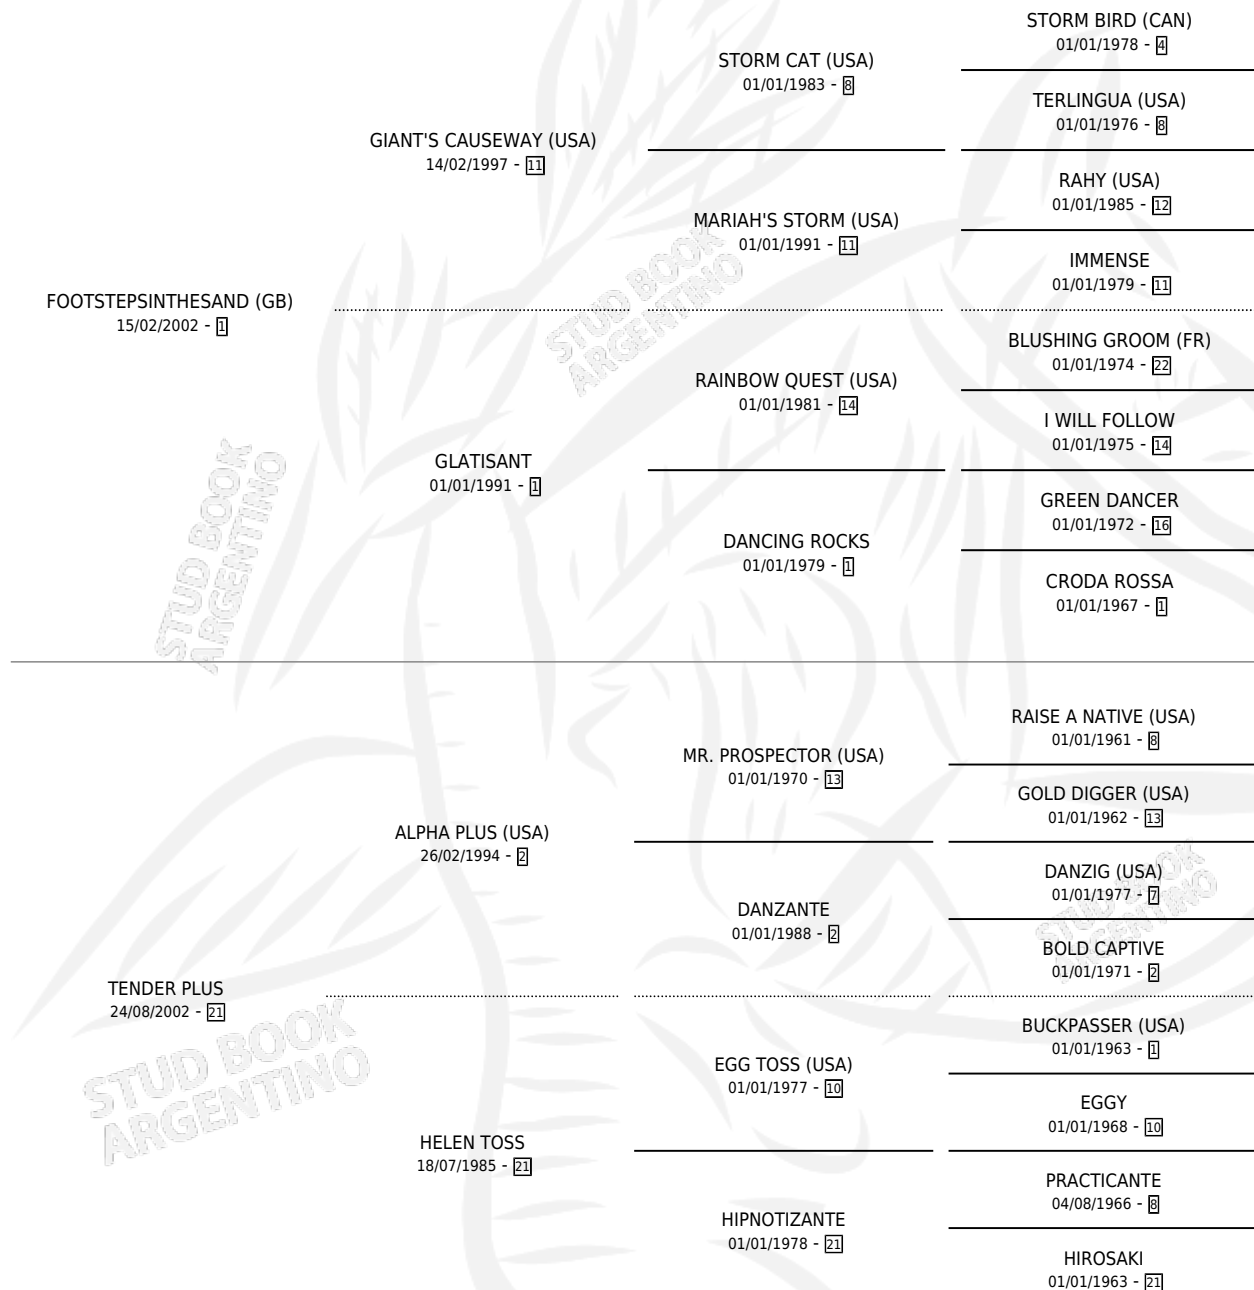 STORM BIRD (CAN)
01/01/1978 - 4
STORM CAT (USA)
01/01/1983 - 8
TERLINGUA (USA)
01/01/1976 - 8
GIANT'S CAUSEWAY (USA)
14/02/1997 - 11
RAHY (USA)
01/01/1985 - 12
MARIAH'S STORM (USA)
01/01/1991 - 11
IMMENSE
01/01/1979 - 11
FOOTSTEPSINTHESAND (GB)
15/02/2002 - 1
STUD BOOK
ARGENTINO
BLUSHING GROOM (FR)
01/01/1974 - 22
RAINBOW QUEST (USA)
01/01/1981 - 14
I WILL FOLLOW
01/01/1975 - 14
GLATISANT
01/01/1991 - 1
GREEN DANCER
01/01/1972 - 16
DANCING ROCKS
01/01/1979 - 1
CRODA ROSSA
01/01/1967 - 1
STUD BOOK
ARGENTINO
RAISE A NATIVE (USA)
01/01/1961 - 8
MR. PROSPECTOR (USA)
01/01/1970 - 13
GOLD DIGGER (USA)
01/01/1962 - 13
ALPHA PLUS (USA)
26/02/1994 - 2
DANZIG (USA)
01/01/1977 - 7
DANZANTE
01/01/1988 - 2
STUD BOOK
ARGENTINO
BOLD CAPTIVE
01/01/1971 - 2
TENDER PLUS
24/08/2002 - 21
BUCKPASSER (USA)
01/01/1963 - 1
EGG TOSS (USA)
01/01/1977 - 10
STUD BOOK
ARGENTINO
EGGY
01/01/1968 - 10
HELEN TOSS
18/07/1985 - 21
PRACTICANTE
04/08/1966 - 8
HIPNOTIZANTE
01/01/1978 - 21
HIROSAKI
01/01/1963 - 21